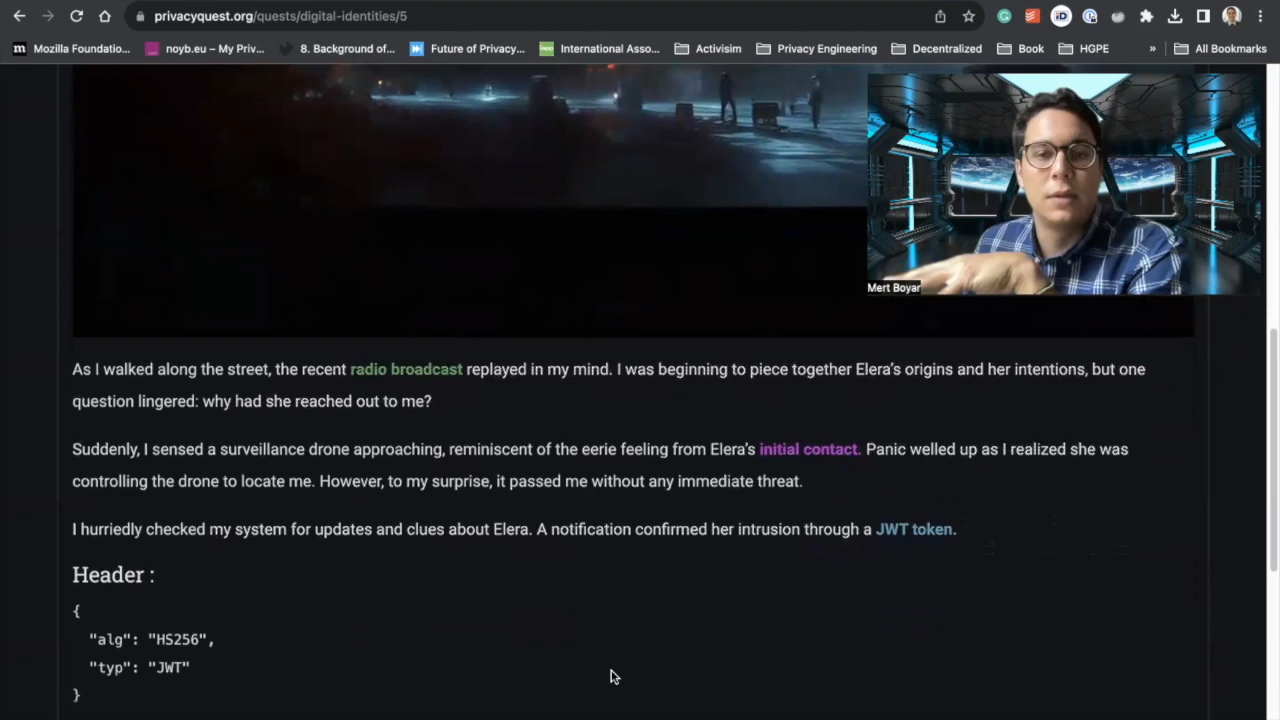 privacyquest.org/quests/digital-identities/5
Mozilla Foundatio...
noyb.eu – My Priv...
8. Background of...
Future of Privacy...
International Asso...
Activisim
Privacy Engineering
Decentralized
Book
HGPE
»
All Bookmarks
Mert Boyar
As I walked along the street, the recent radio broadcast replayed in my mind. I was beginning to piece together Elera's origins and her intentions, but one
question lingered: why had she reached out to me?
Suddenly, I sensed a surveillance drone approaching, reminiscent of the eerie feeling from Elera's initial contact. Panic welled up as I realized she was
controlling the drone to locate me. However, to my surprise, it passed me without any immediate threat.
I hurriedly checked my system for updates and clues about Elera. A notification confirmed her intrusion through a JWT token.
Header :
{
"alg": "HS256",
"typ": "JWT"
}